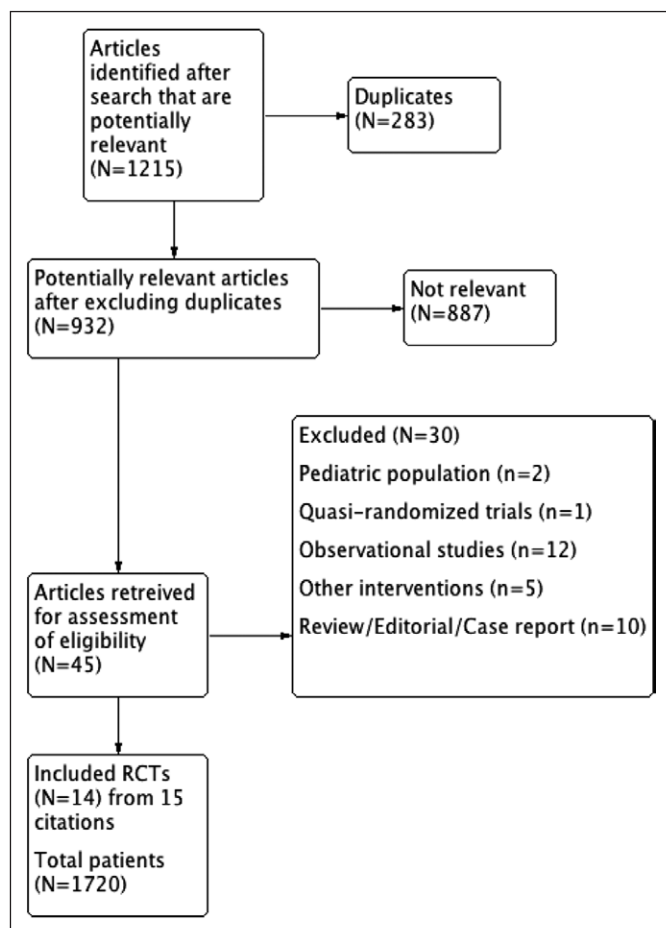 Articles
identified after
search that are
potentially
relevant
(N=1215)
Duplicates
(N=283)
Potentially relevant articles
after excluding duplicates
(N=932)
Not relevant
(N=887)
Excluded (N=30)
Pediatric population (n=2)
Quasi-randomized trials (n=1)
Observational studies (n=12)
Other interventions (n=5)
Review/Editorial/Case report (n=10)
Articles retreived
for assessment
of eligibility
(N=45)
Included RCTs
(N=14) from 15
citations
Total patients
(N=1720)